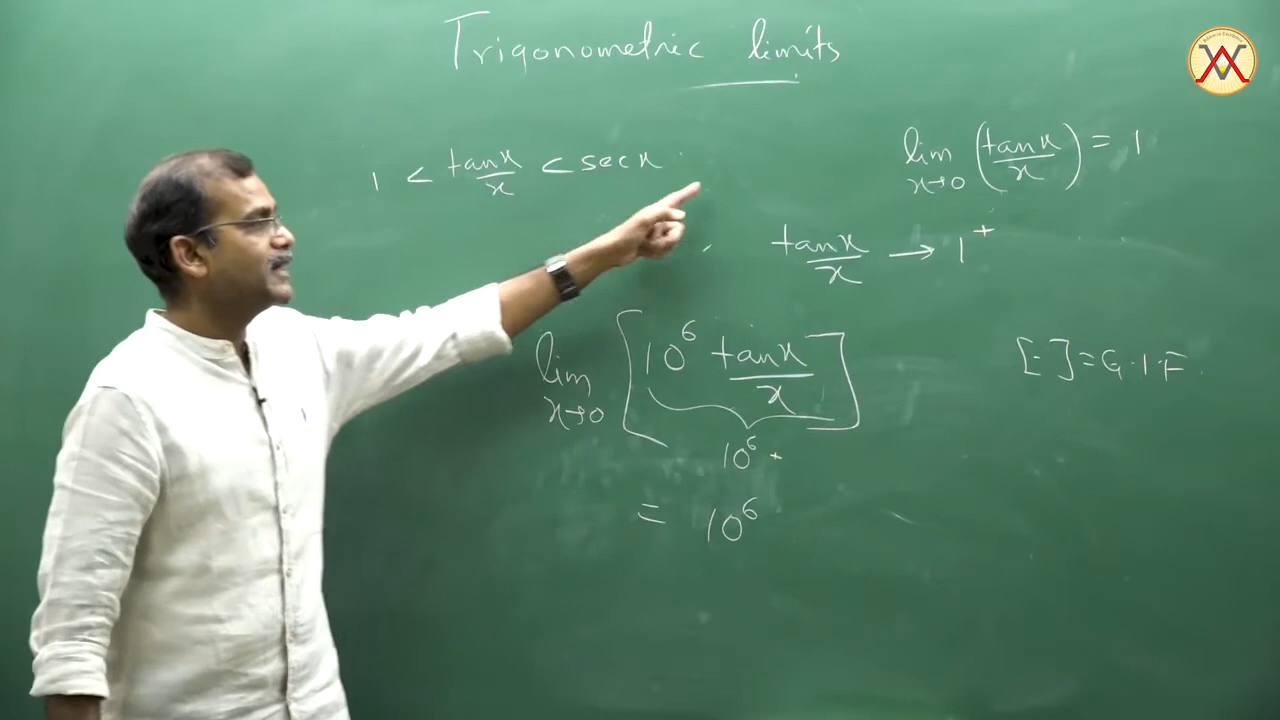 Trigonometric limits
1 < tanx/x < secx
lim x→0 (tanx/x) = 1
tanx/x → 1⁺
lim x→0 [10⁶ tanx/x]
[·] = G.I.F.
10⁶ +
= 10⁶